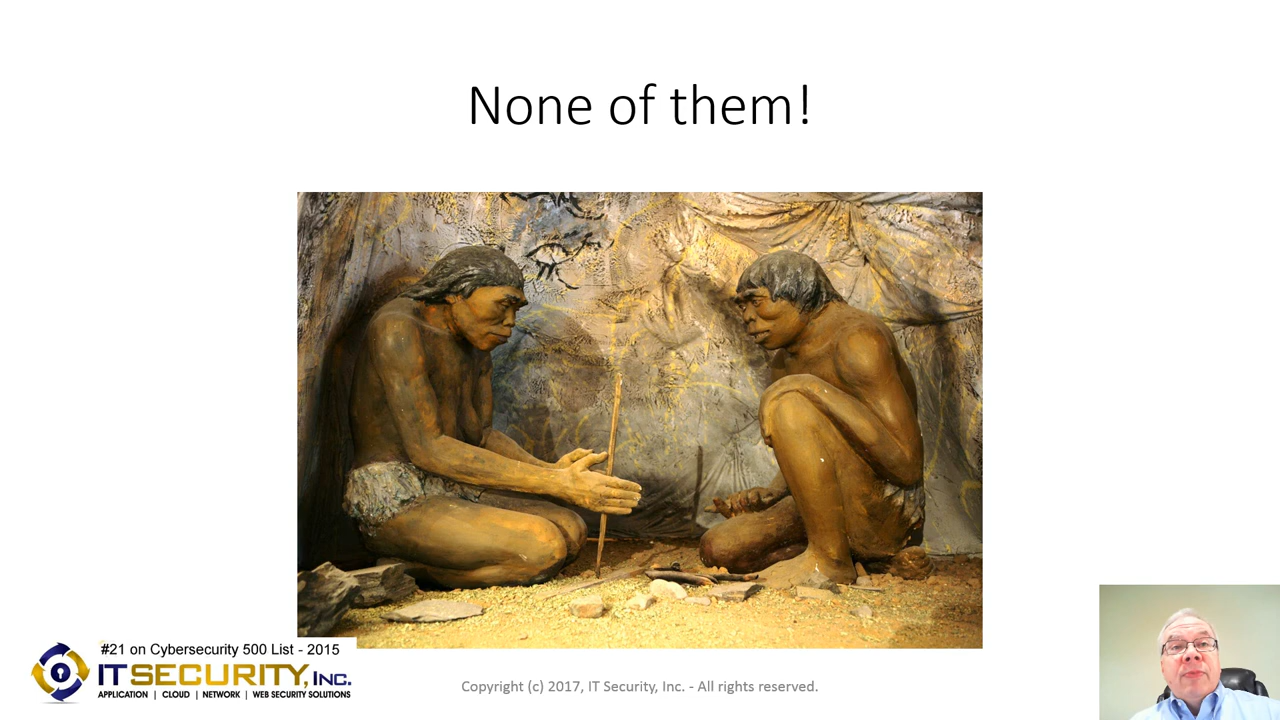 None of them!
#21 on Cybersecurity 500 List - 2015
IT SECURITY, INC.
APPLICATION | CLOUD | NETWORK | WEB SECURITY SOLUTIONS
Copyright (c) 2017, IT Security, Inc. - All rights reserved.